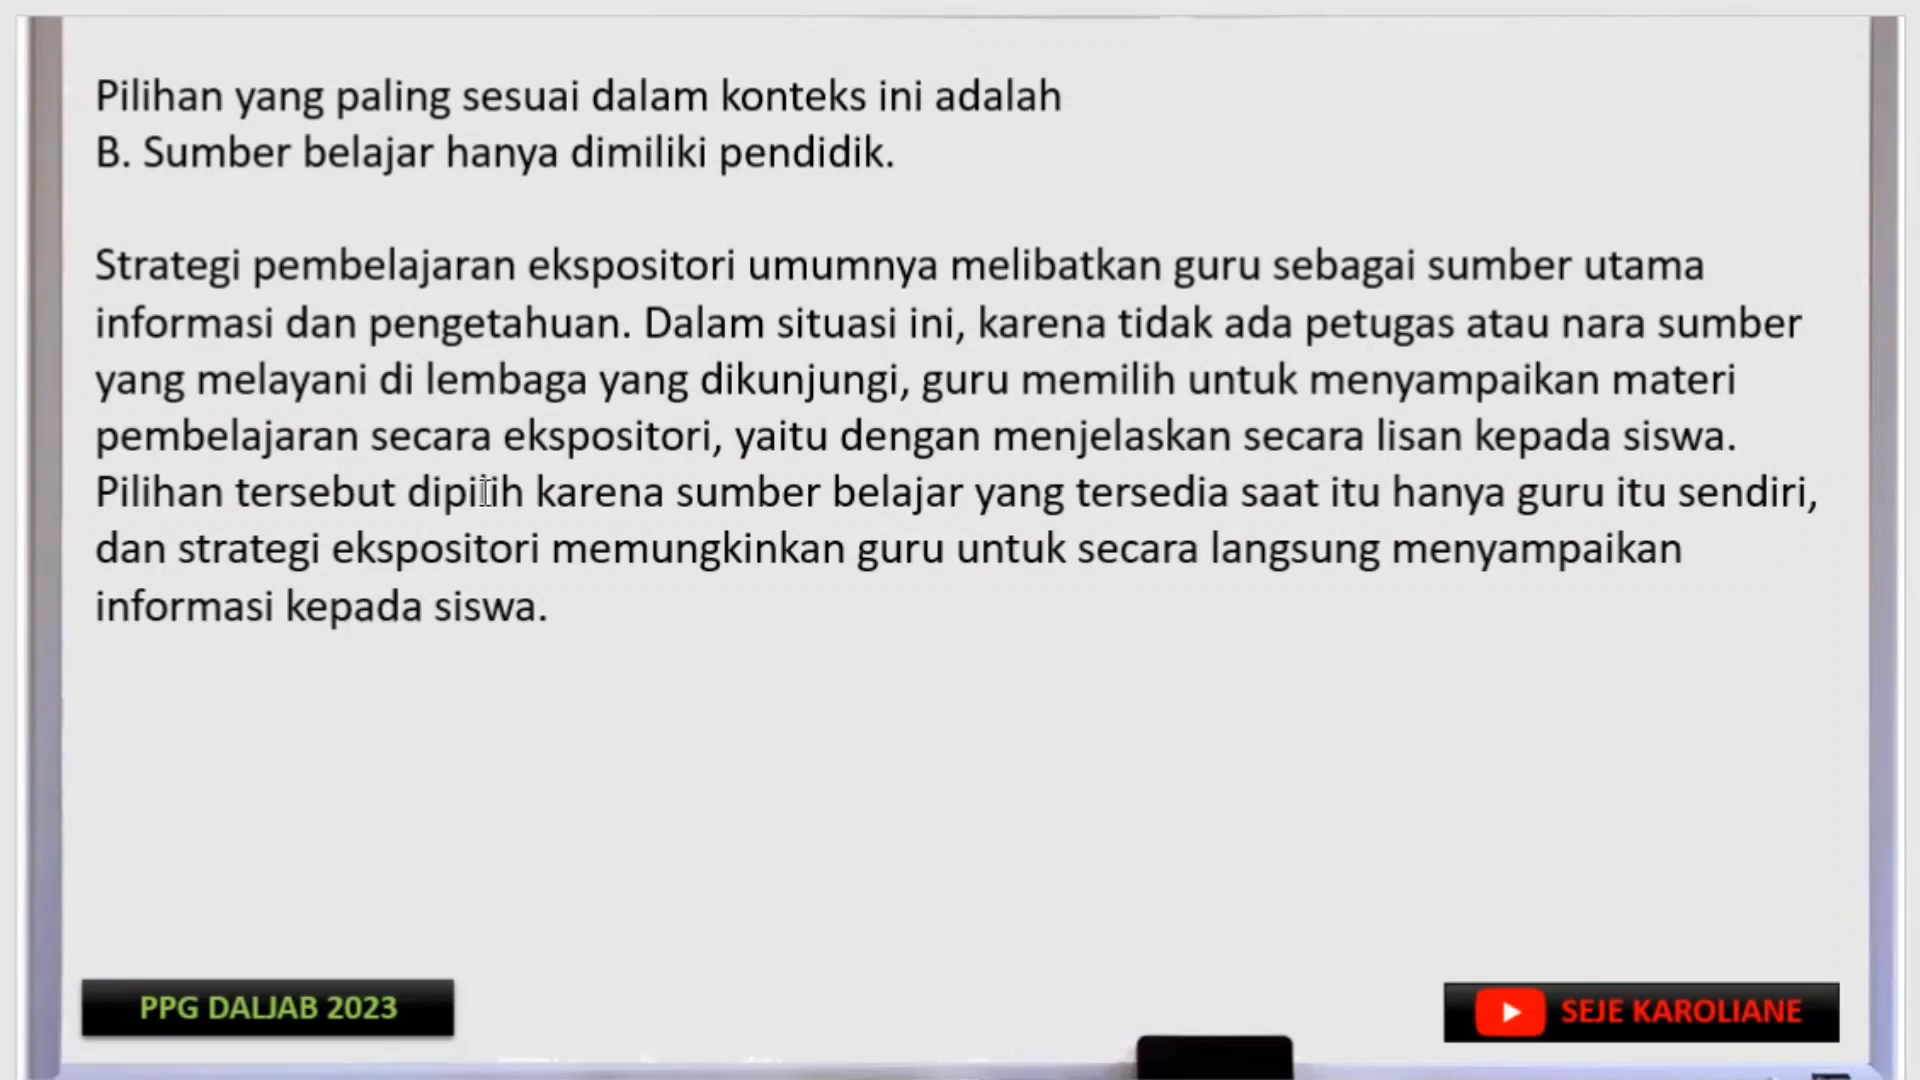 Pilihan yang paling sesuai dalam konteks ini adalah
B. Sumber belajar hanya dimiliki pendidik.
Strategi pembelajaran ekspositori umumnya melibatkan guru sebagai sumber utama
informasi dan pengetahuan. Dalam situasi ini, karena tidak ada petugas atau nara sumber
yang melayani di lembaga yang dikunjungi, guru memilih untuk menyampaikan materi
pembelajaran secara ekspositori, yaitu dengan menjelaskan secara lisan kepada siswa.
Pilihan tersebut dipilih karena sumber belajar yang tersedia saat itu hanya guru itu sendiri,
dan strategi ekspositori memungkinkan guru untuk secara langsung menyampaikan
informasi kepada siswa.
PPG DALJAB 2023
SEJE KAROLIANE